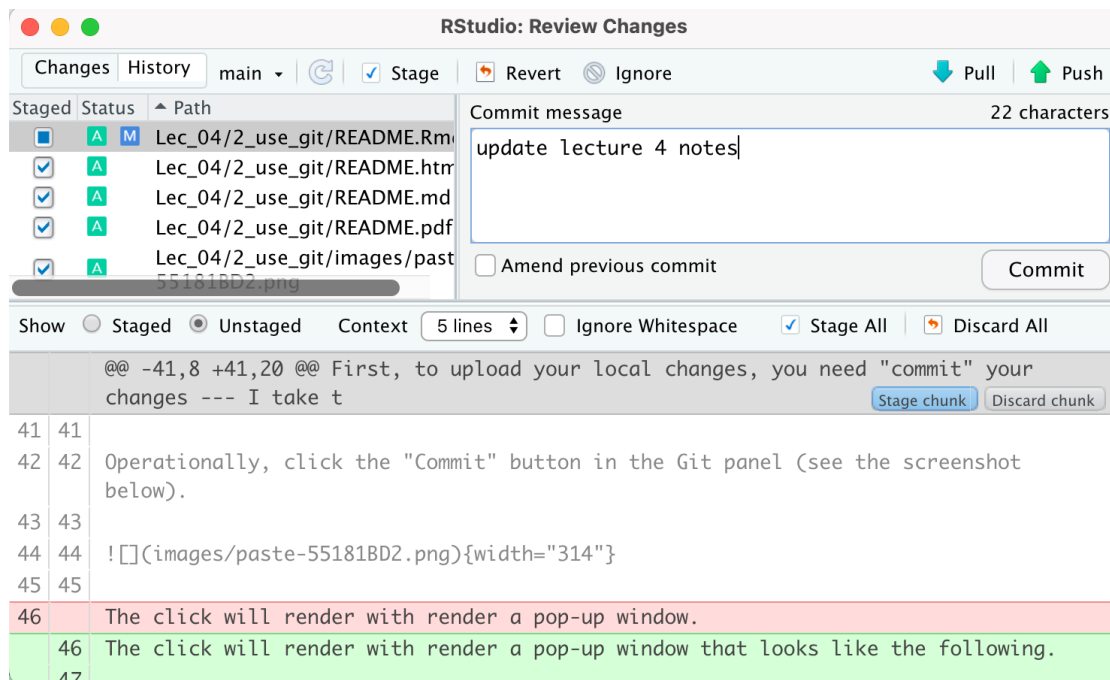 RStudio: Review Changes
Changes History main Stage Revert Ignore Pull Push
Staged Status Path
Commit message 22 characters
A M Lec_04/2_use_git/README.Rm
update lecture 4 notes
A Lec_04/2_use_git/README.htm
A Lec_04/2_use_git/README.md
A Lec_04/2_use_git/README.pdf
A Lec_04/2_use_git/images/past
55181BD2.png
Amend previous commit
Commit
Show Staged Unstaged Context 5 lines Ignore Whitespace Stage All Discard All
@@ -41,8 +41,20 @@ First, to upload your local changes, you need "commit" your
changes --- I take t
Stage chunk Discard chunk
41 41
42 42 Operationally, click the "Commit" button in the Git panel (see the screenshot
below).
43 43
44 44 ![](images/paste-55181BD2.png){width="314"}
45 45
46 The click will render with render a pop-up window.
46 The click will render with render a pop-up window that looks like the following.
47